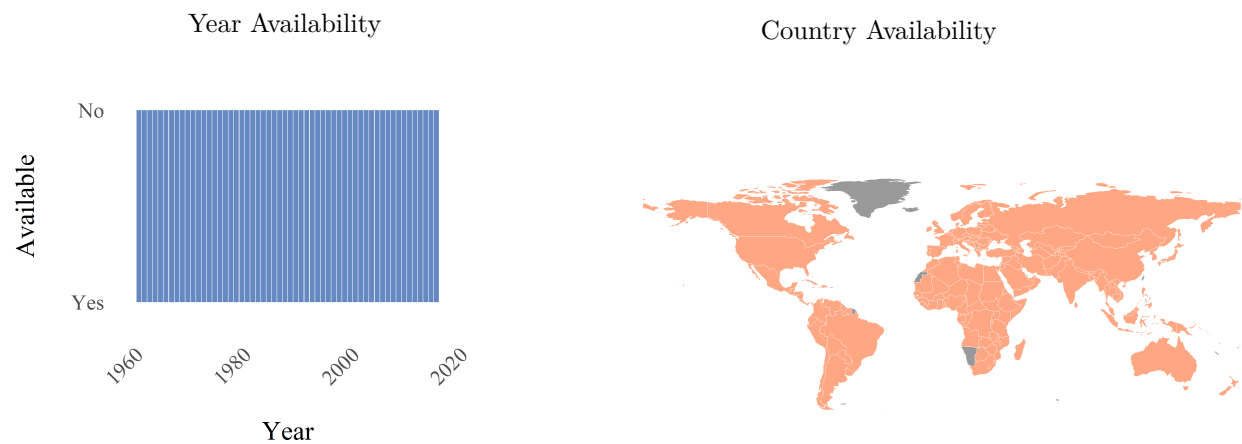 Year Availability
No
Available
Yes
1960
1980
2000
2020
Year
Country Availability